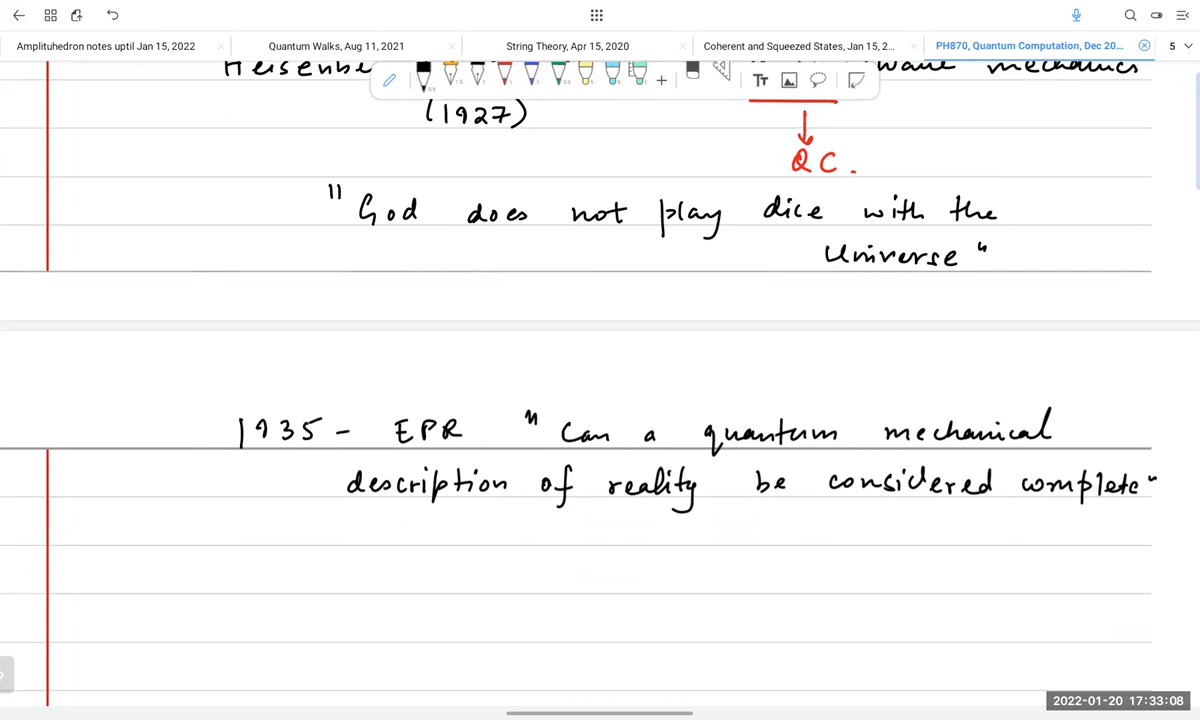 Amplituhedron notes uptil Jan 15, 2022
Quantum Walks, Aug 11, 2021
String Theory, Apr 15, 2020
Coherent and Squeezed States, Jan 15, 2...
PH870, Quantum Computation, Dec 20...
5
Tт
mechanics
(1927)
QC.
"God does not play dice with the
Universe"
1935 - EPR "Can a quantum mechanical
description of reality be considered complete"
2022-01-20 17:33:08